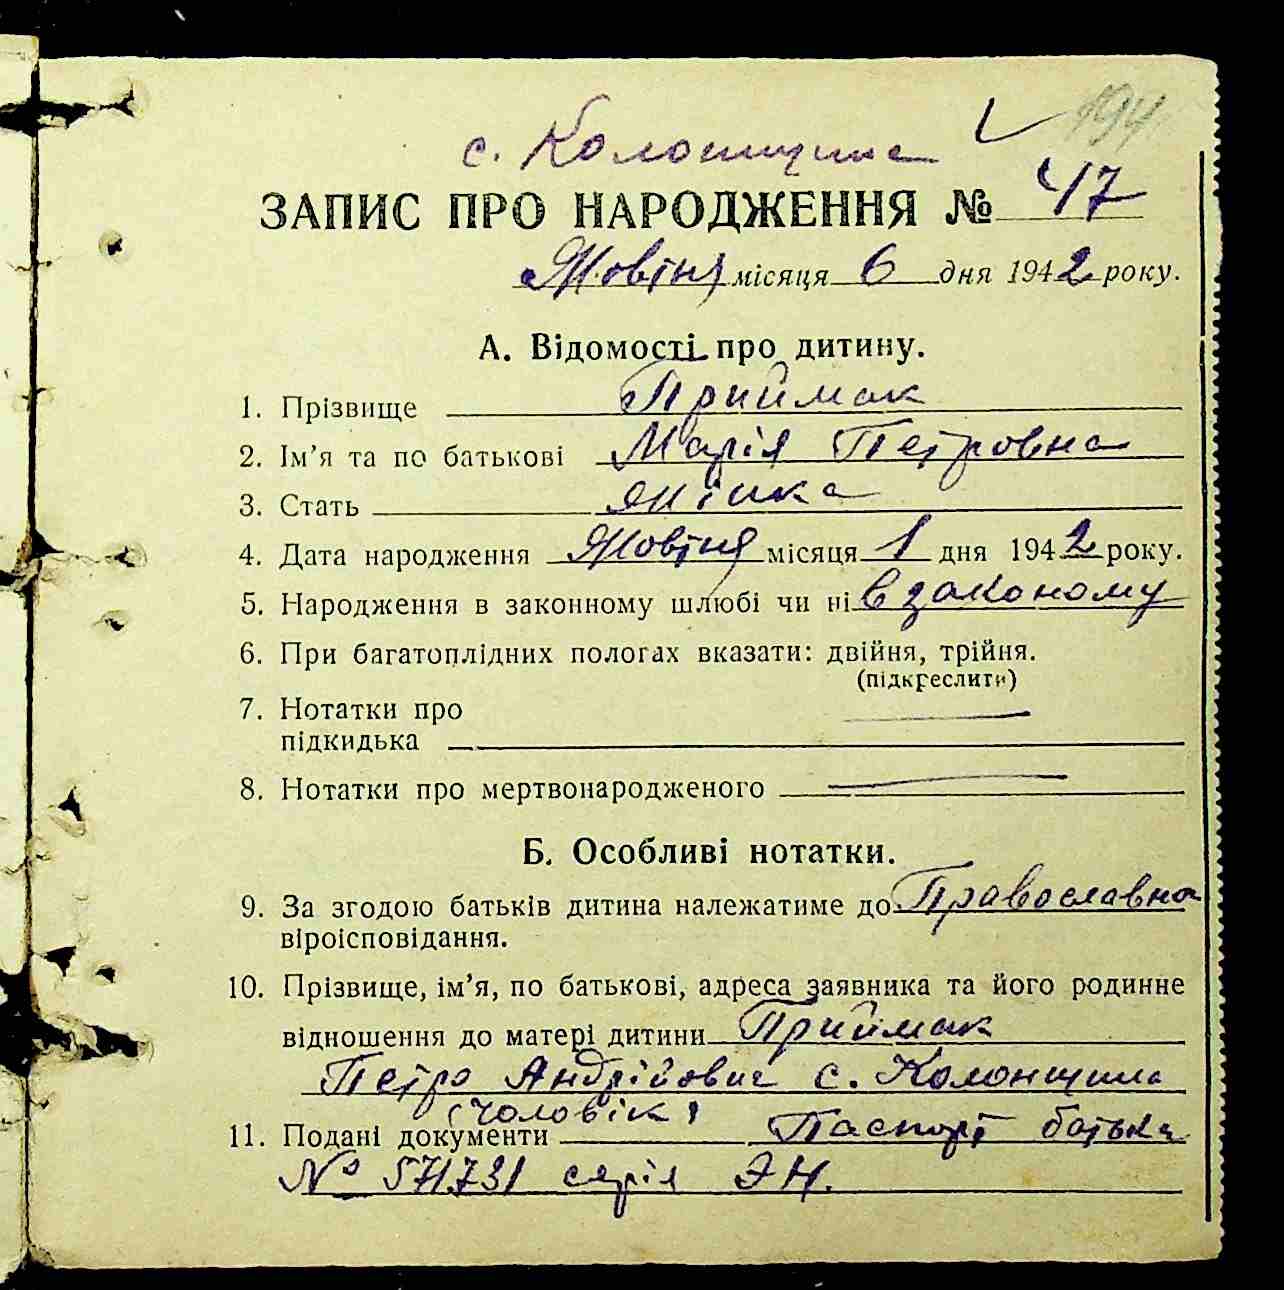 194
с. Колонщина
ЗАПИС ПРО НАРОДЖЕННЯ № 47
Жовтня місяця 6 дня 1942 року.
А. Відомості про дитину.
1. Прізвище Приймак
2. Ім’я та по батькові Марія Петровна
3. Стать жінка
4. Дата народження Жовтня місяця 1 дня 1942 року.
5. Народження в законному шлюбі чи ні в законому
6. При багатоплідних пологах вказати: двійня, трійня.
(підкреслити)
7. Нотатки про
підкидька
8. Нотатки про мертвонародженого
Б. Особливі нотатки.
9. За згодою батьків дитина належатиме до Православна
віроісповідання.
10. Прізвище, ім’я, по батькові, адреса заявника та його родинне
відношення до матері дитини Приймак
Петро Андрійович с. Колонщина
(чоловік)
11. Подані документи Паспорт батька
№ 571731 серія ЭН.